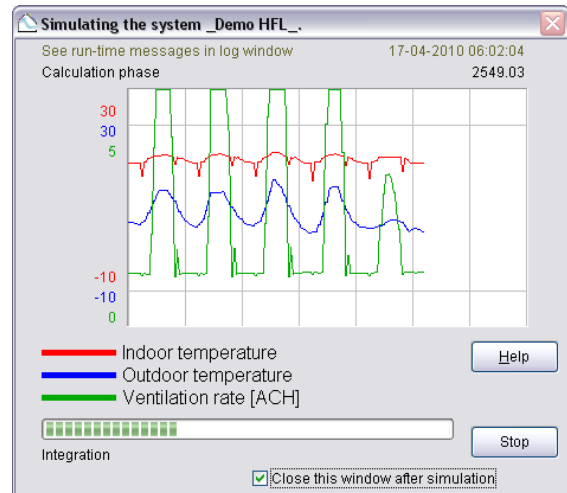 Simulating the system _Demo HFL_.
See run-time messages in log window 17-04-2010 06:02:04
Calculation phase 2549.03
30
30
5
-10
-10
0
Indoor temperature
Outdoor temperature
Ventilation rate [ACH]
Help
Integration
Stop
Close this window after simulation